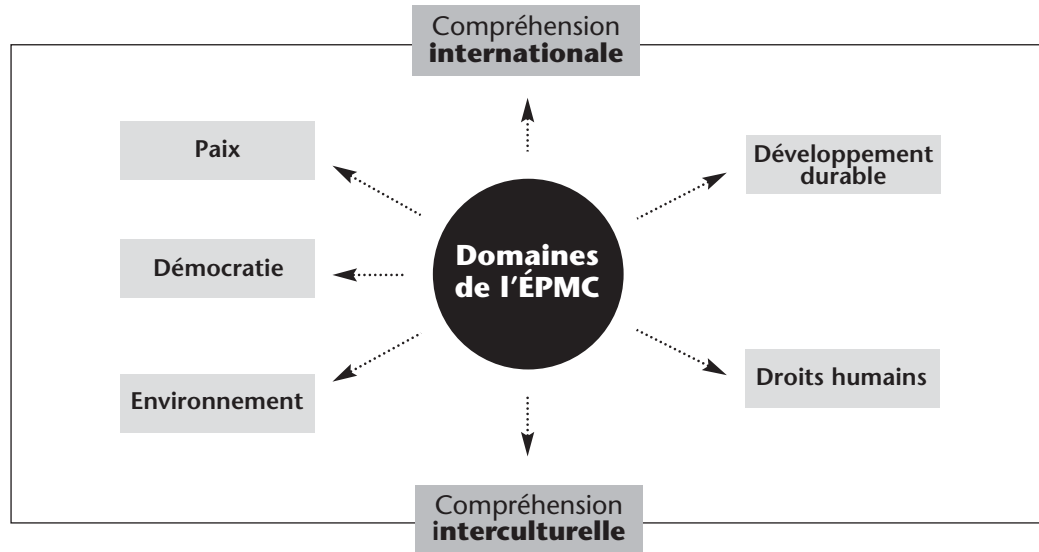 Compréhension
internationale
Paix
Développement
durable
Démocratie
Domaines
de l'ÉPMC
Environnement
Droits humains
Compréhension
interculturelle